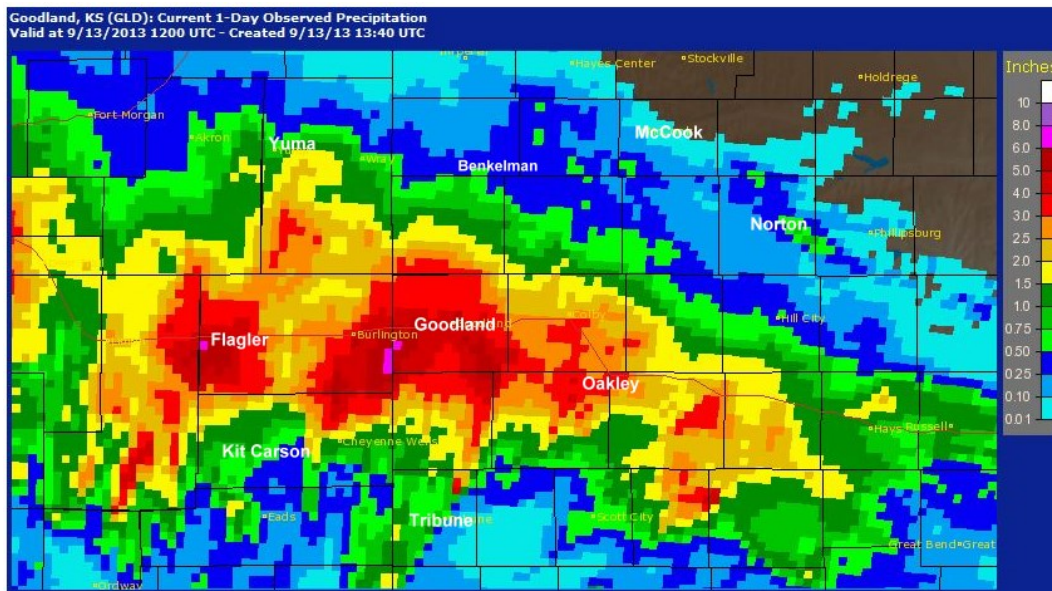 Goodland, KS (GLD): Current 1-Day Observed Precipitation
Valid at 9/13/2013 1200 UTC - Created 9/13/13 13:40 UTC
Inches
10
8.0
6.0
5.0
4.0
3.0
2.5
2.0
1.5
1.0
0.75
0.50
0.25
0.10
0.01
Hayes Center
Stockville
Holdrege
Fort Morgan
Akron
Yuma
Wray
Benkelman
McCook
Norton
Phillipsburg
Hill City
Flagler
Burlington
Goodland
Colby
Oakley
Hays
Russell
Kit Carson
Cheyenne Wells
Eads
Tribune
Scott City
Great Bend
Great
Ordway